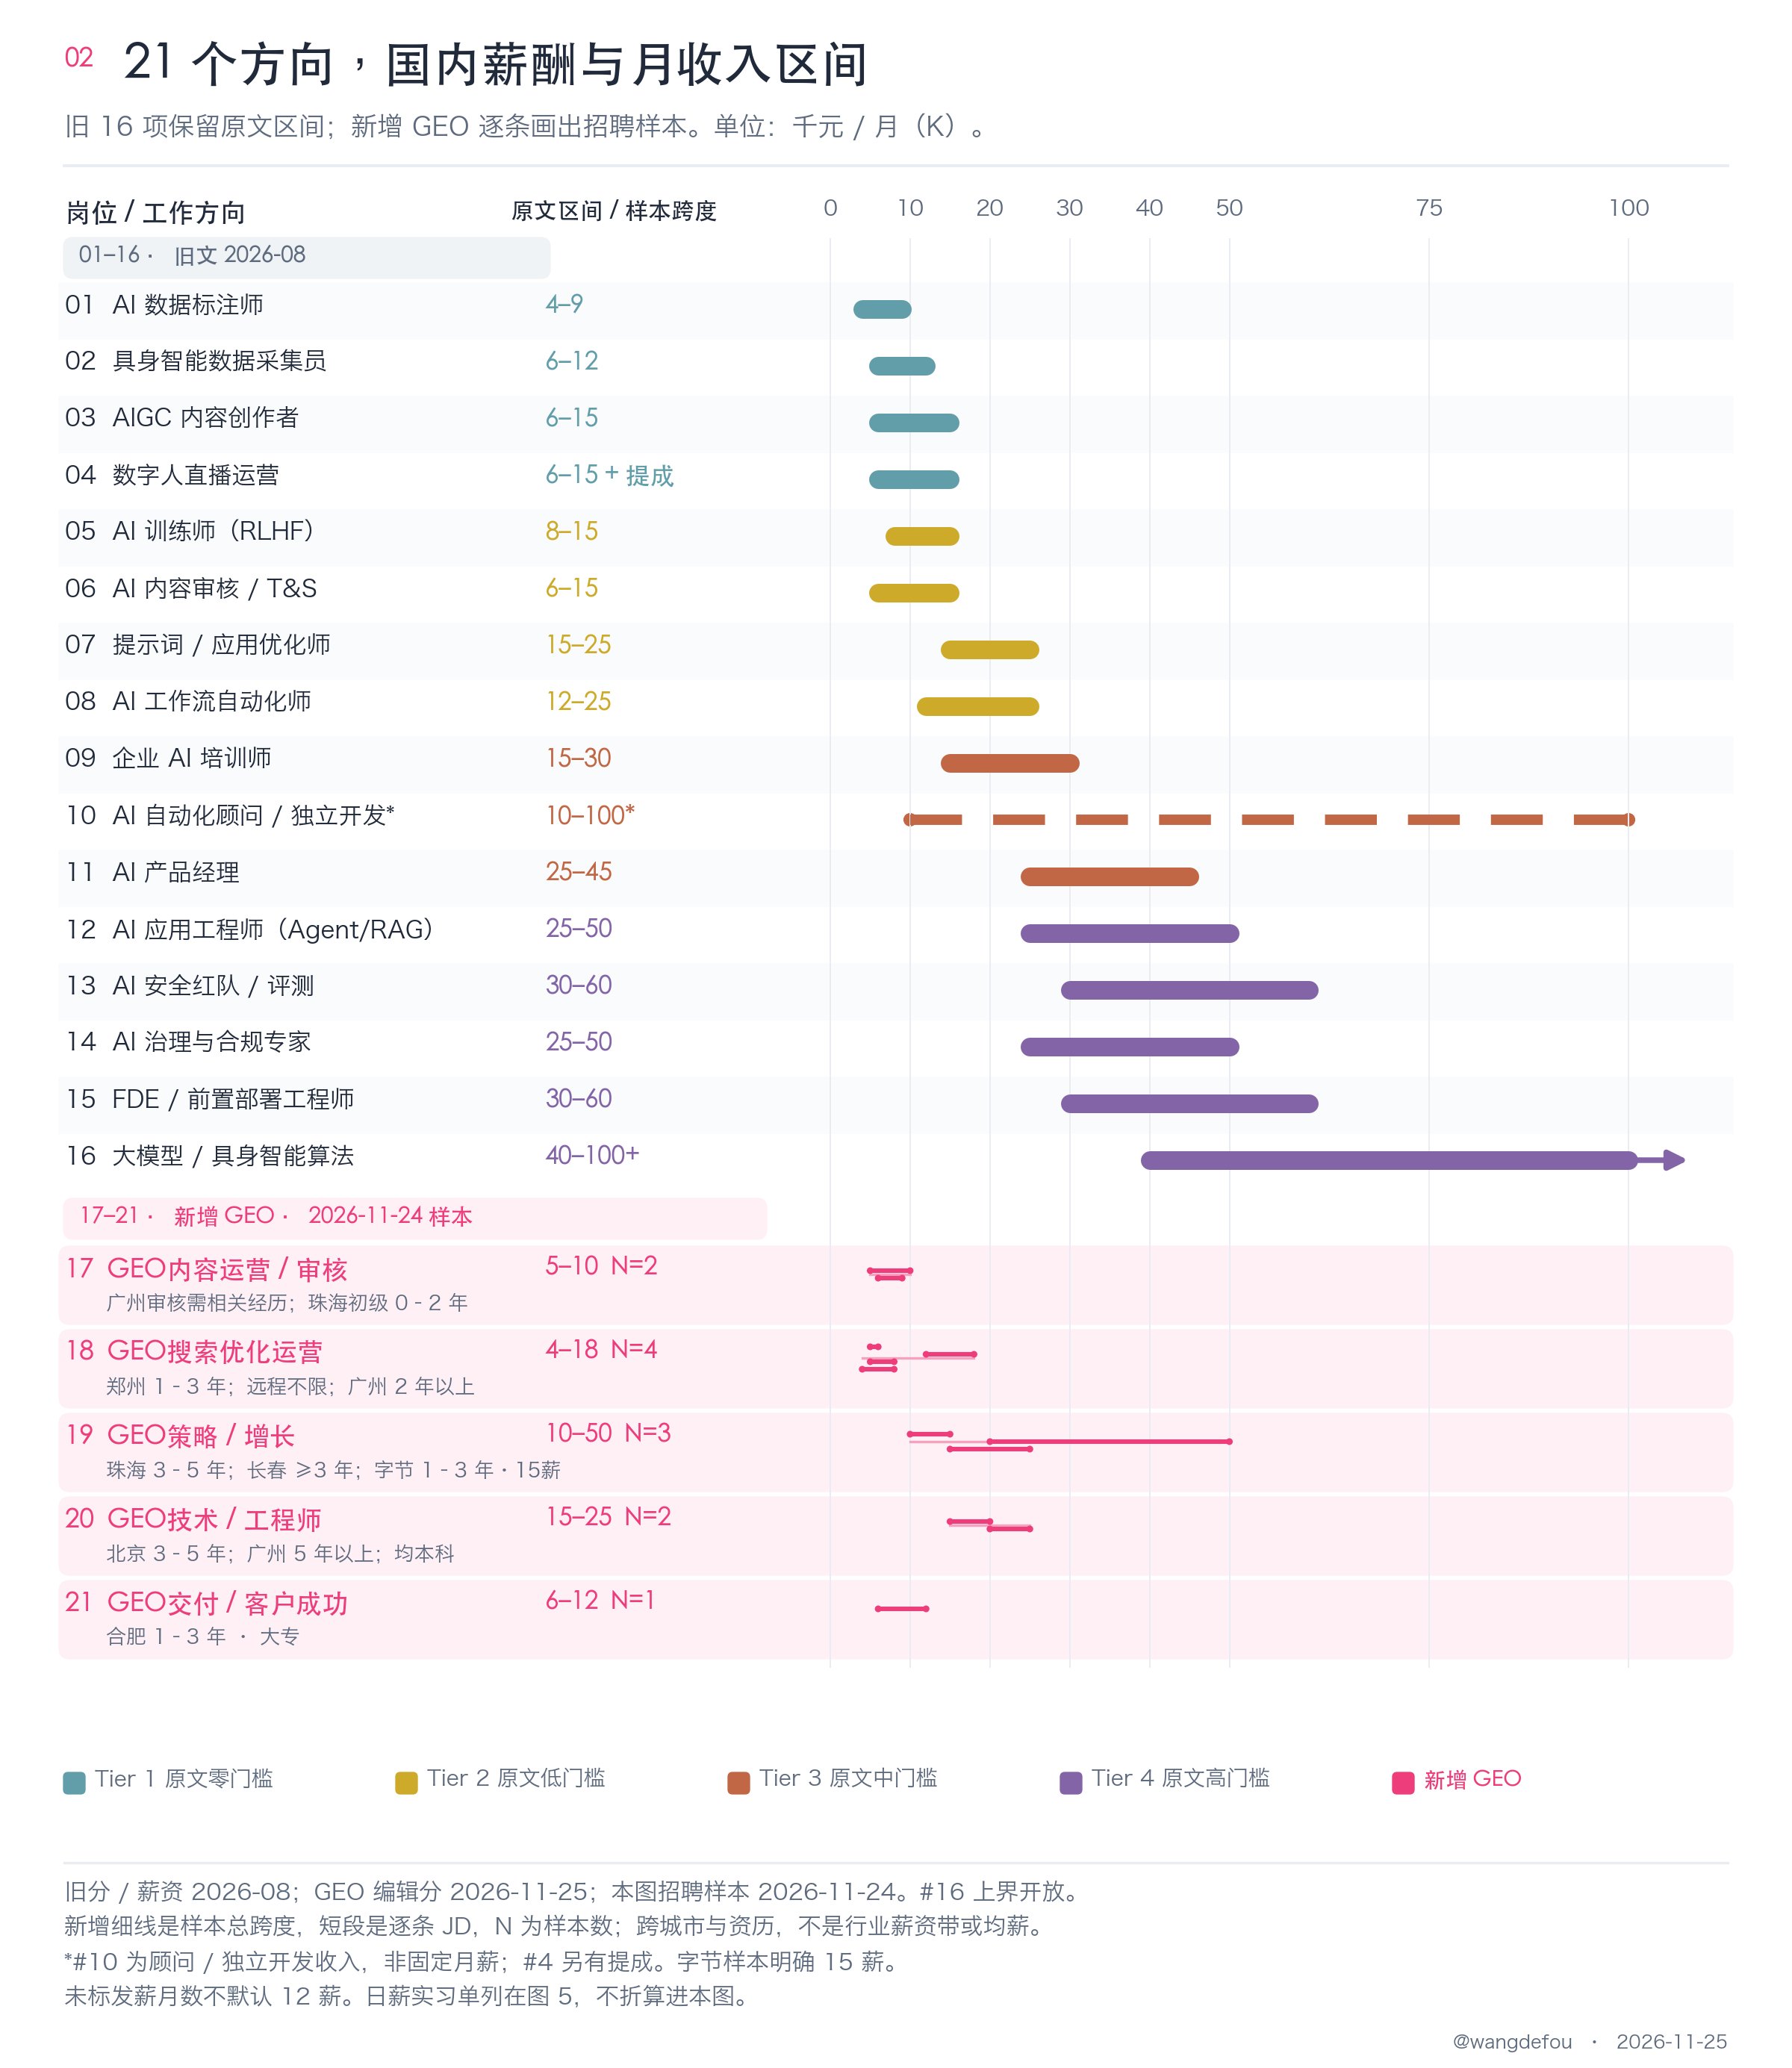 02 21 个方向，国内薪酬与月收入区间
旧 16 项保留原文区间；新增 GEO 逐条画出招聘样本。单位：千元 / 月（K）。
岗位 / 工作方向 原文区间 / 样本跨度 0 10 20 30 40 50 75 100
01–16 · 旧文 2026-08
01 AI 数据标注师 4–9
02 具身智能数据采集员 6–12
03 AIGC 内容创作者 6–15
04 数字人直播运营 6–15 + 提成
05 AI 训练师（RLHF） 8–15
06 AI 内容审核 / T&S 6–15
07 提示词 / 应用优化师 15–25
08 AI 工作流自动化师 12–25
09 企业 AI 培训师 15–30
10 AI 自动化顾问 / 独立开发* 10–100*
11 AI 产品经理 25–45
12 AI 应用工程师（Agent/RAG） 25–50
13 AI 安全红队 / 评测 30–60
14 AI 治理与合规专家 25–50
15 FDE / 前置部署工程师 30–60
16 大模型 / 具身智能算法 40–100+
17–21 · 新增 GEO · 2026-11-24 样本
17 GEO内容运营 / 审核 5–10 N=2
广州审核需相关经历；珠海初级 0 - 2 年
18 GEO搜索优化运营 4–18 N=4
郑州 1 - 3 年；远程不限；广州 2 年以上
19 GEO策略 / 增长 10–50 N=3
珠海 3 - 5 年；长春 ≥3 年；字节 1 - 3 年 · 15薪
20 GEO技术 / 工程师 15–25 N=2
北京 3 - 5 年；广州 5 年以上；均本科
21 GEO交付 / 客户成功 6–12 N=1
合肥 1 - 3 年 · 大专
Tier 1 原文零门槛 Tier 2 原文低门槛 Tier 3 原文中门槛 Tier 4 原文高门槛 新增 GEO
旧分 / 薪资 2026-08；GEO 编辑分 2026-11-25；本图招聘样本 2026-11-24。#16 上界开放。
新增细线是样本总跨度，短段是逐条 JD，N 为样本数；跨城市与资历，不是行业薪资带或均薪。
*#10 为顾问 / 独立开发收入，非固定月薪；#4 另有提成。字节样本明确 15 薪。
未标发薪月数不默认 12 薪。日薪实习单列在图 5，不折算进本图。
@wangdefou · 2026-11-25